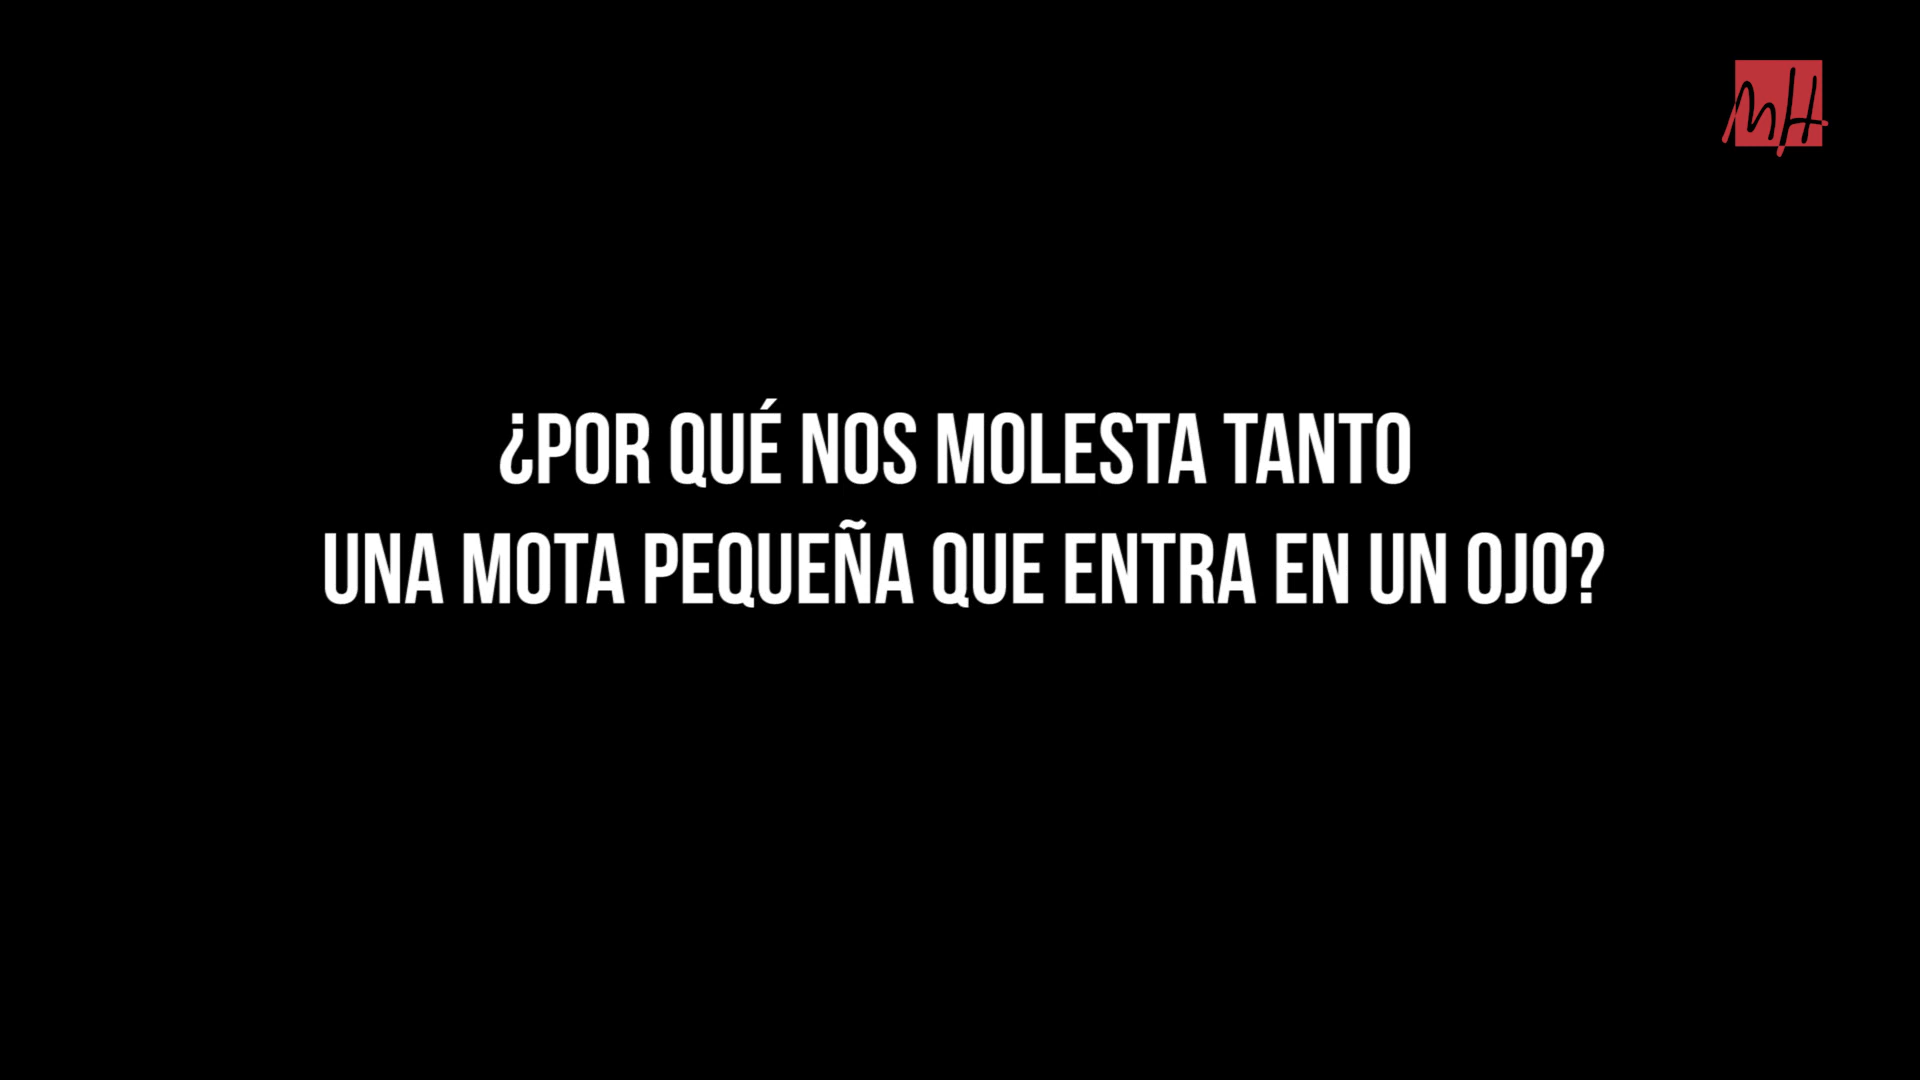 MH
¿POR QUÉ NOS MOLESTA TANTO
UNA MOTA PEQUEÑA QUE ENTRA EN UN OJO?